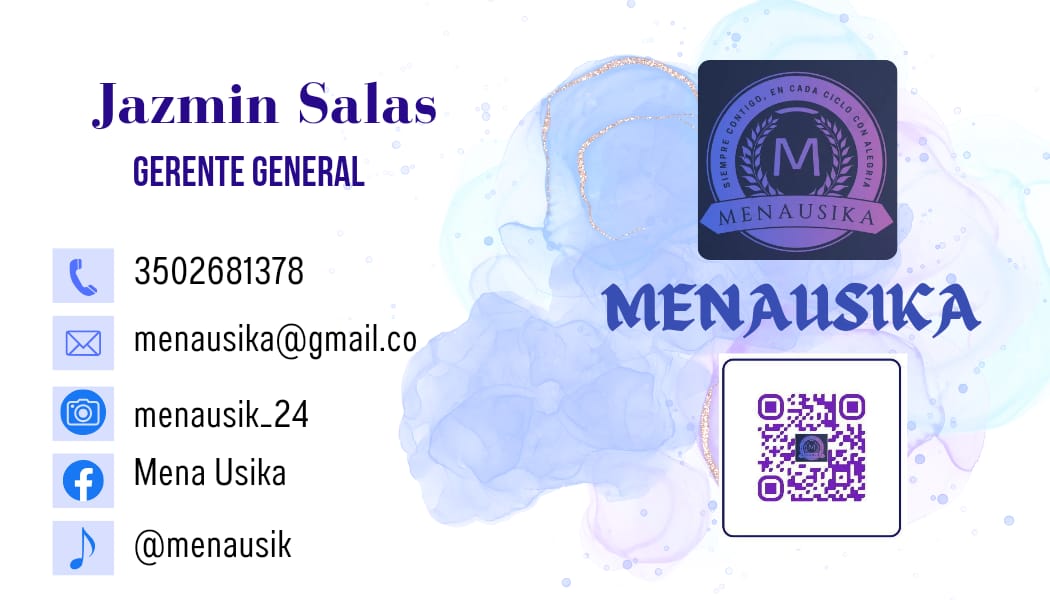 Jazmin Salas
GERENTE GENERAL
3502681378
menausika@gmail.co
menausik_24
Mena Usika
@menausik
SIEMPRE CONTIGO, EN CADA CICLO CON ALEGRIA
M
MENAUSIKA
MENAUSIKA